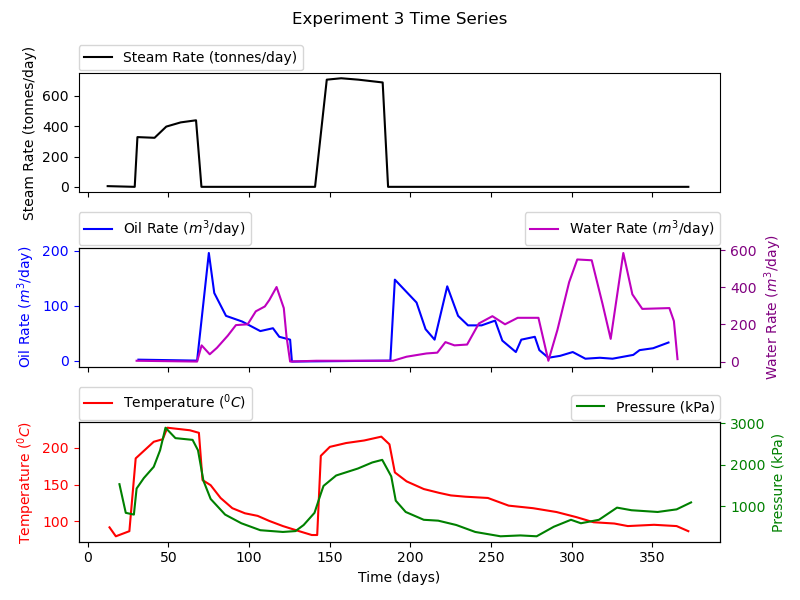 Experiment 3 Time Series
Steam Rate (tonnes/day)
Steam Rate (tonnes/day)
600
400
200
0
Oil Rate ($m^3$/day)
Water Rate ($m^3$/day)
Oil Rate ($m^3$/day)
200
100
0
600
400
200
0
Water Rate ($m^3$/day)
Temperature ($^0C$)
Pressure (kPa)
Temperature ($^0C$)
200
150
100
3000
2000
1000
Pressure (kPa)
0 50 100 150 200 250 300 350
Time (days)